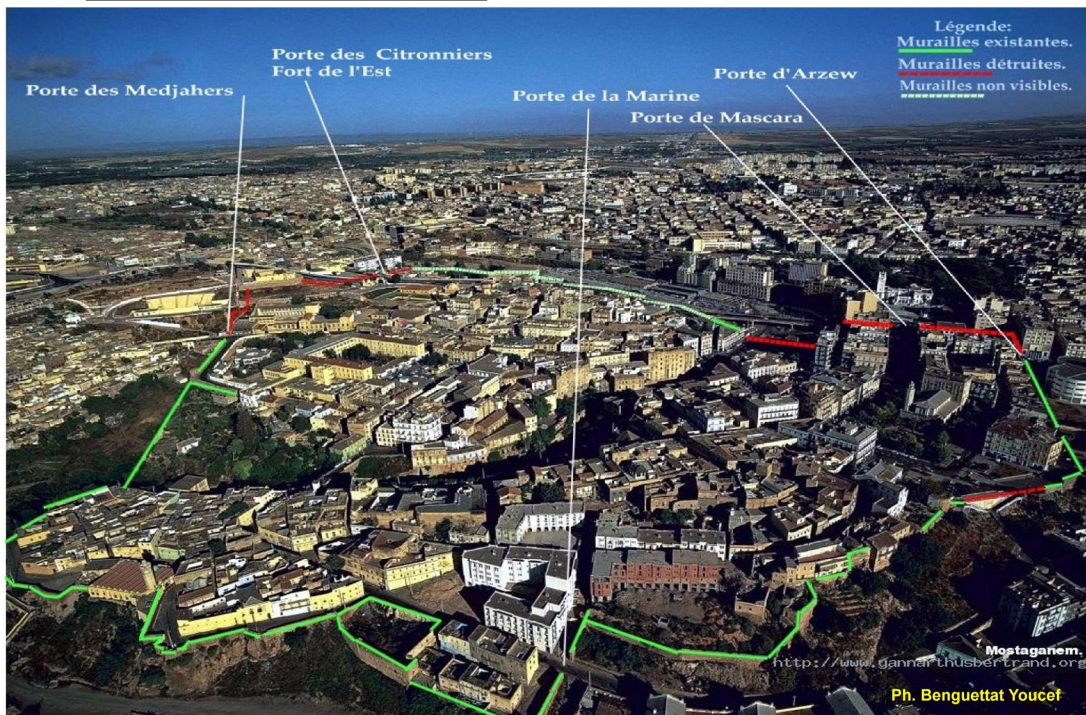 Légende:
Murailles existantes.
Murailles détruites.
Murailles non visibles.
Porte des Citronniers
Fort de l'Est
Porte d'Arzew
Porte des Medjahers
Porte de la Marine
Porte de Mascara
Mostaganem.
http://www.yannarthusbertrand.org
Ph. Benguettat Youcef